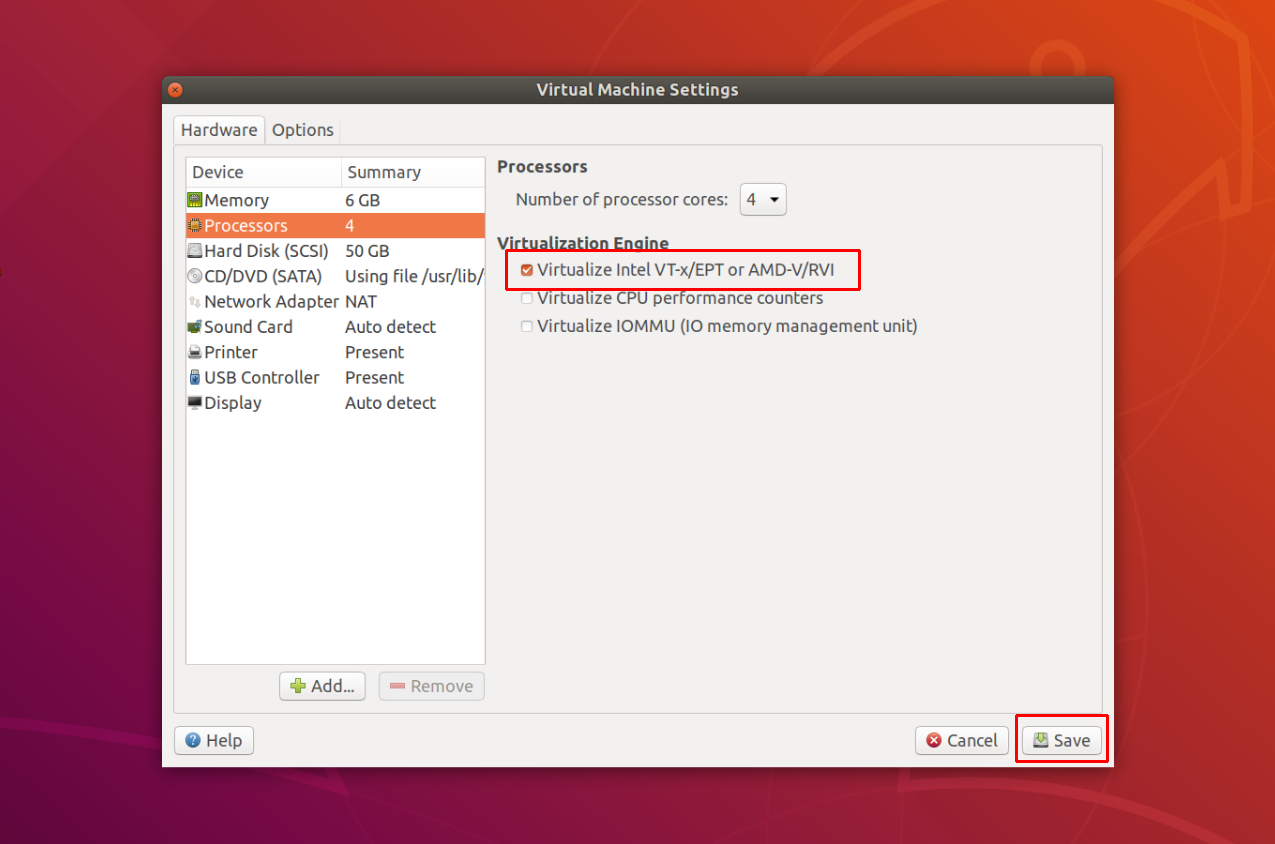 Virtual Machine Settings
Hardware Options
Device Summary
Memory 6 GB
Processors 4
Hard Disk (SCSI) 50 GB
CD/DVD (SATA) Using file /usr/lib/
Network Adapter NAT
Sound Card Auto detect
Printer Present
USB Controller Present
Display Auto detect
Add... Remove
Processors
Number of processor cores: 4
Virtualization Engine
Virtualize Intel VT-x/EPT or AMD-V/RVI
Virtualize CPU performance counters
Virtualize IOMMU (IO memory management unit)
Help Cancel Save